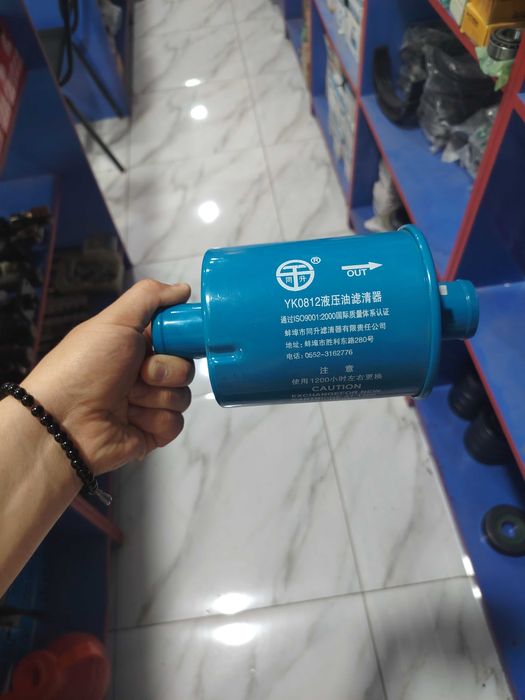 同升 ®
OUT
YK0812液压油滤清器
通过ISO9001:2000国际质量体系认证
蚌埠市同升滤清器有限责任公司
地址: 蚌埠市胜利东路280号
电话: 0552-3162776
注 意
使用1200小时左右更换
CAUTION
EXCHANGE FOR NEW